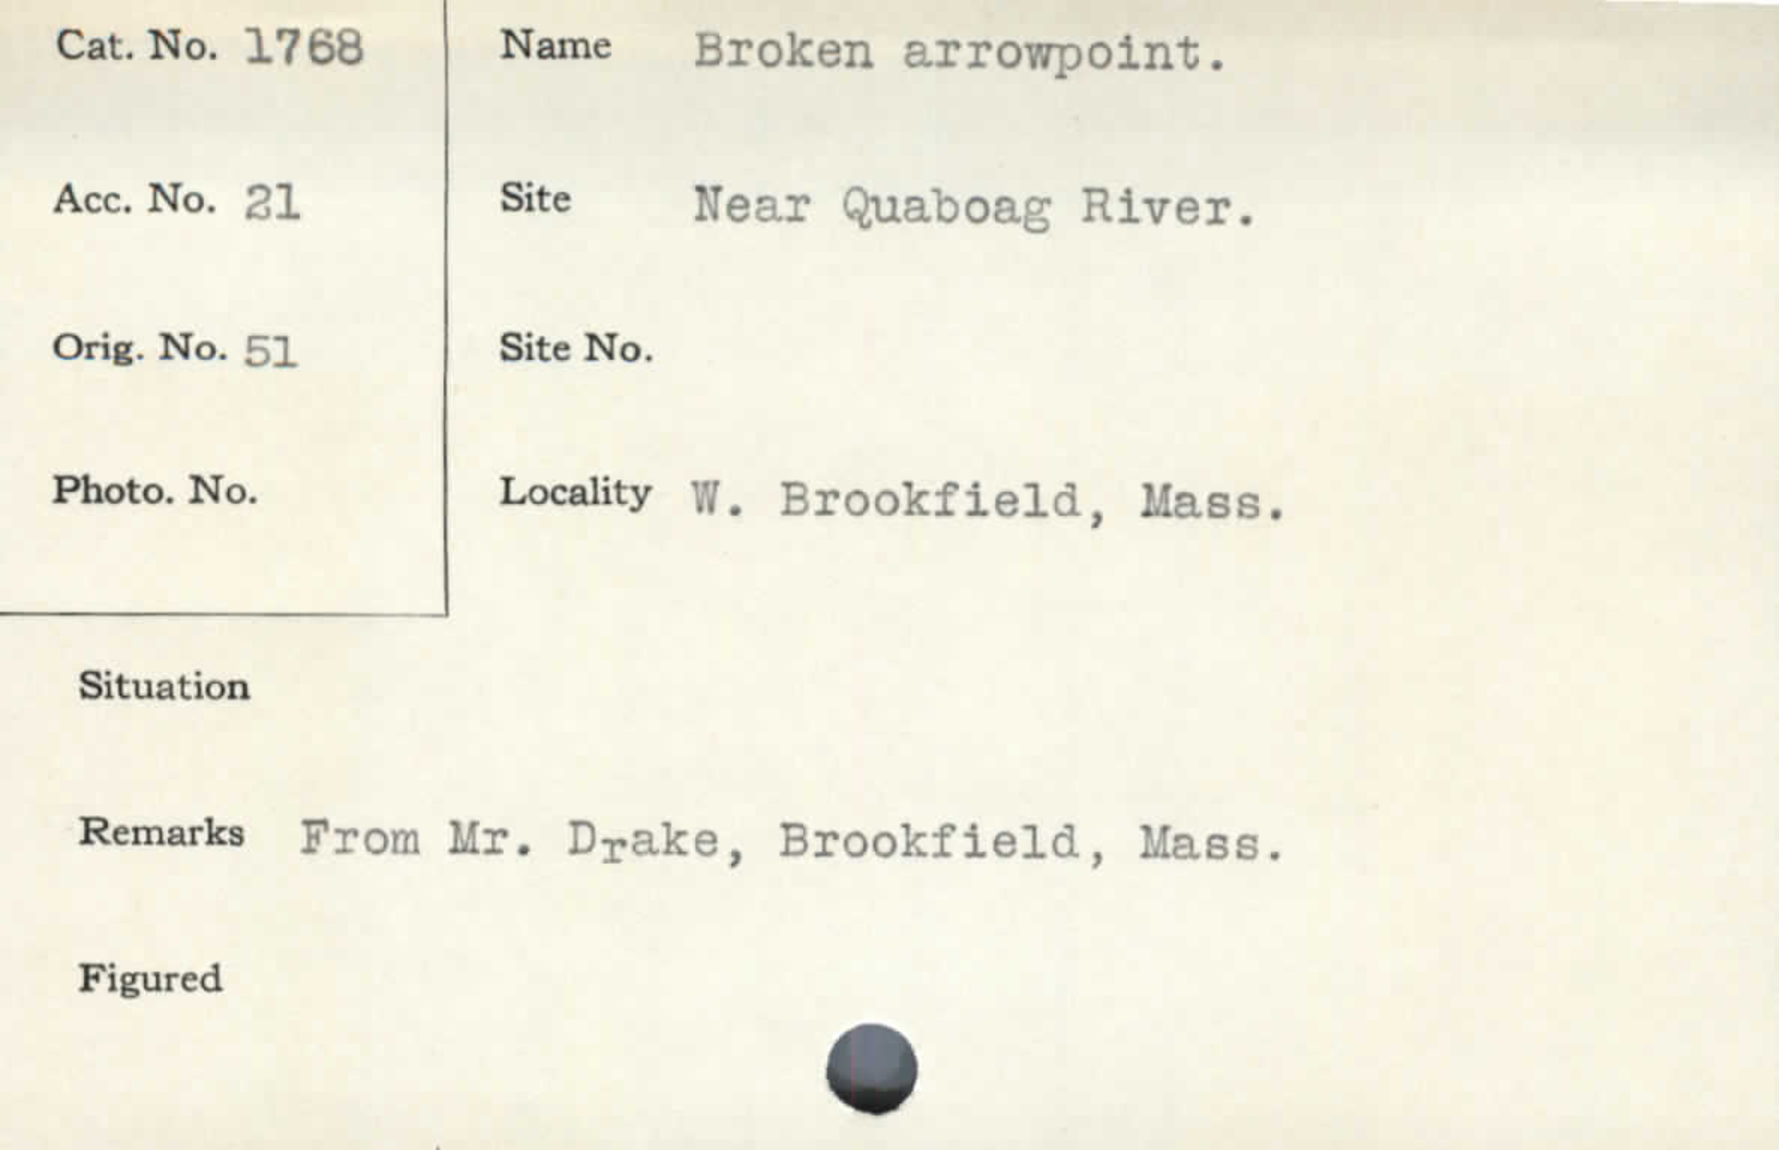 Cat. No. 1768
Name Broken arrowpoint.
Acc. No. 21
Site Near Quaboag River.
Orig. No. 51
Site No.
Photo. No.
Locality W. Brookfield, Mass.
Situation
Remarks From Mr. Drake, Brookfield, Mass.
Figured